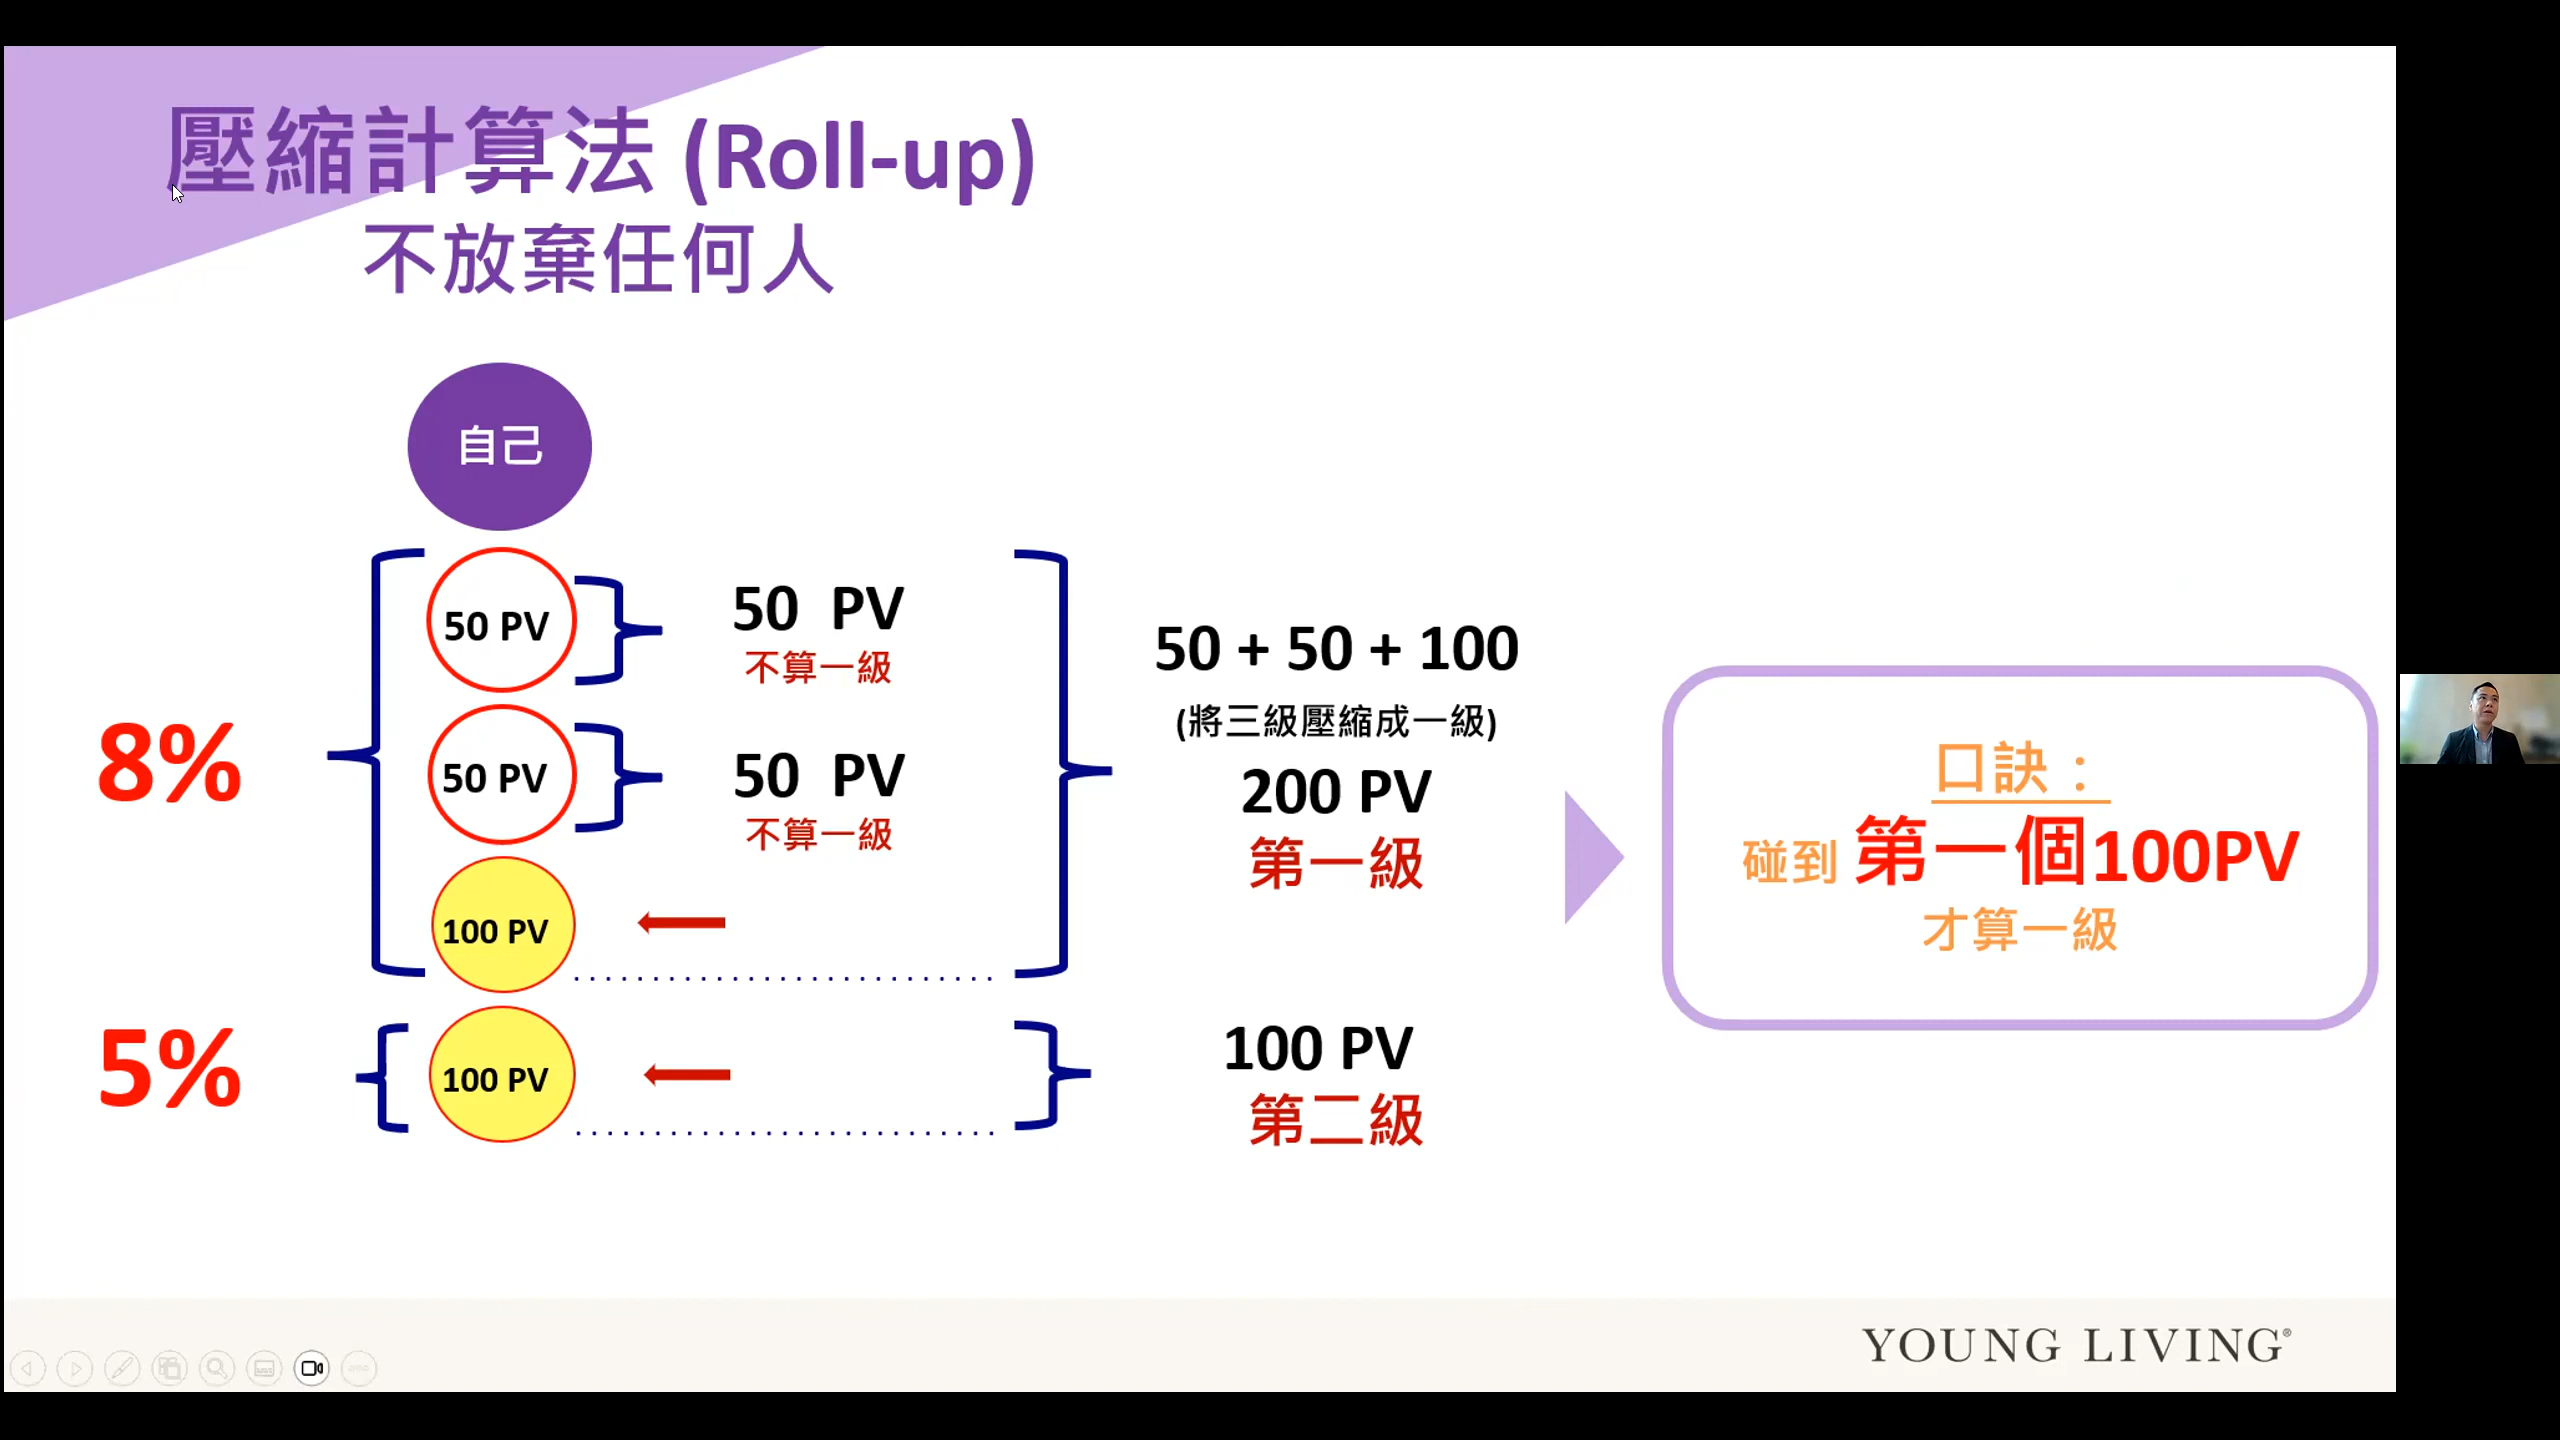 壓縮計算法 (Roll-up)
不放棄任何人
自己
50 PV
50 PV
不算一級
50 PV
50 PV
不算一級
100 PV
8%
50 + 50 + 100
(將三級壓縮成一級)
200 PV
第一級
5%
100 PV
100 PV
第二級
口訣：
碰到 第一個100PV
才算一級
YOUNG LIVING®